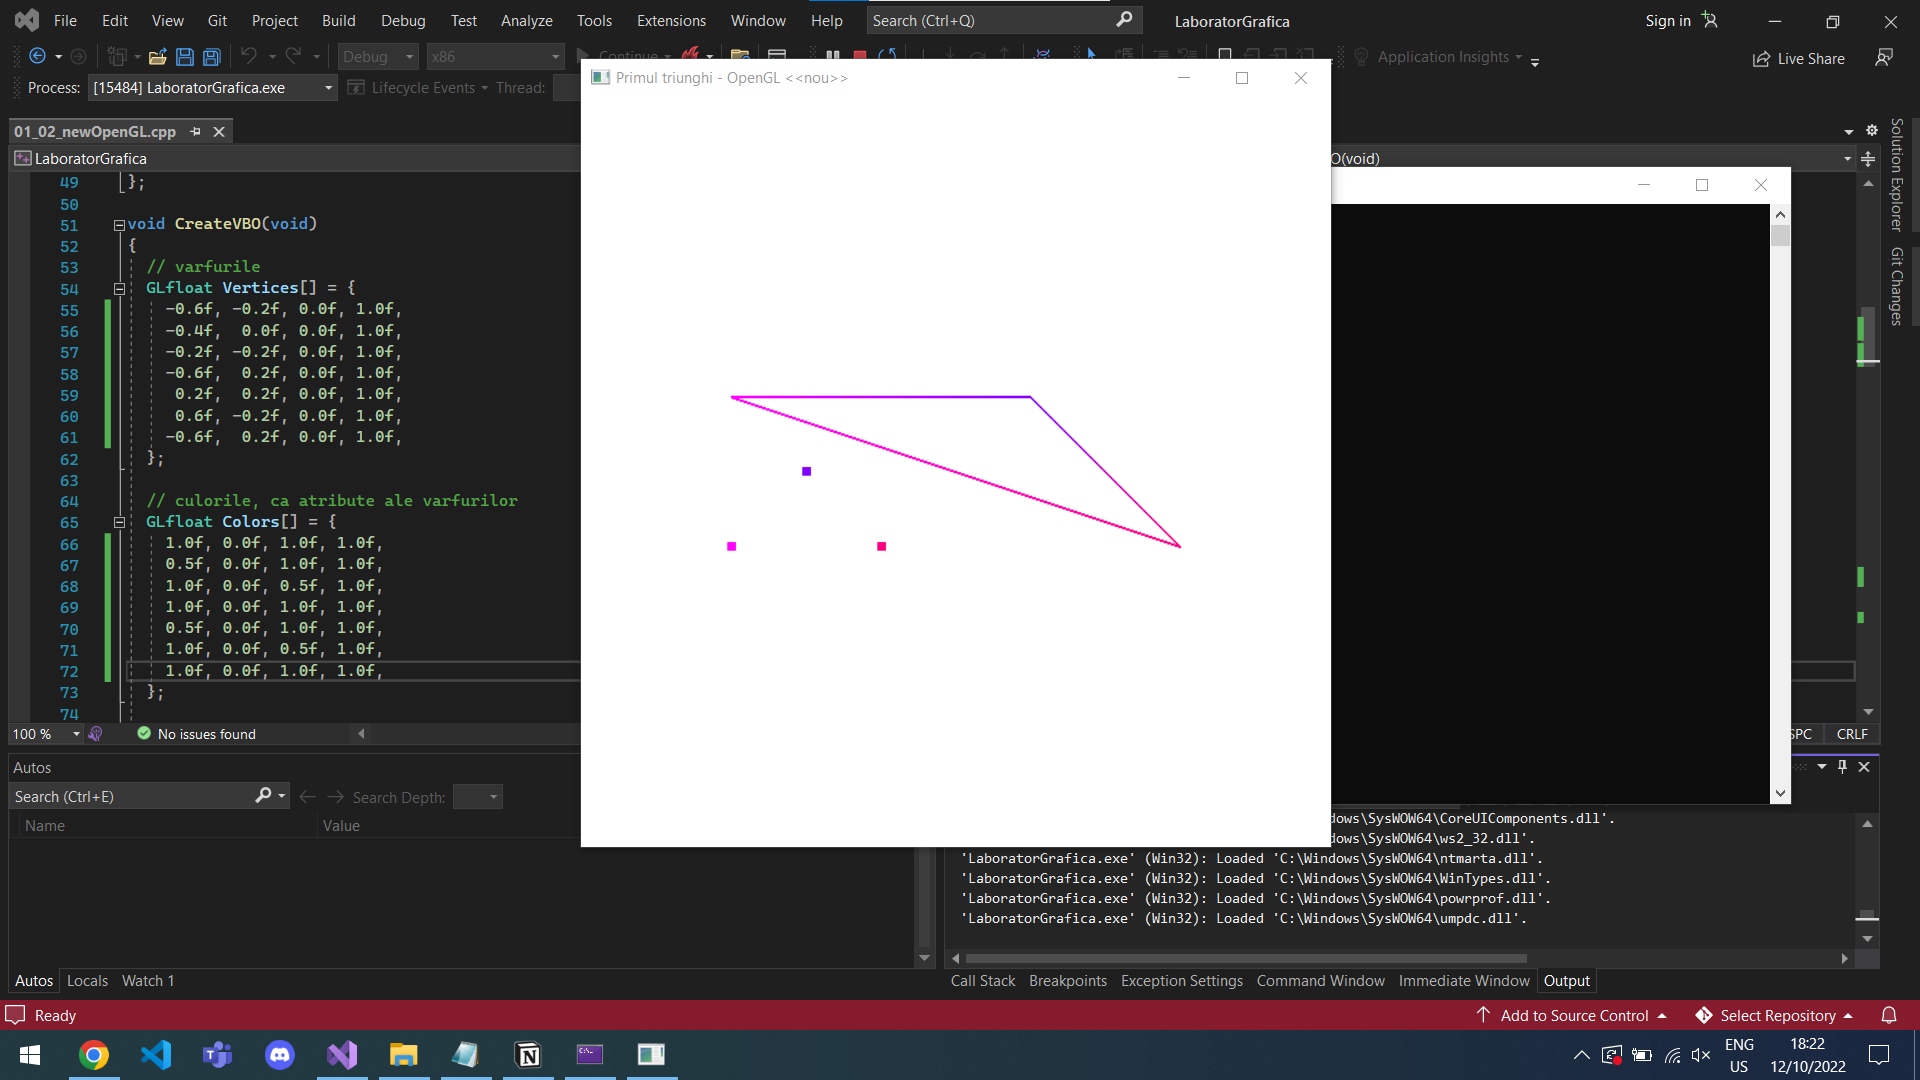 File Edit View Git Project Build Debug Test Analyze Tools Extensions Window Help Search (Ctrl+Q) LaboratorGrafica Sign in
Debug x86 Continue Application Insights Live Share
Process: [15484] LaboratorGrafica.exe Lifecycle Events Thread:
Primul triunghi - OpenGL <<nou>>
01_02_newOpenGL.cpp
LaboratorGrafica O(void)
Solution Explorer
Git Changes
49 };
50
51 void CreateVBO(void)
52 {
53 // varfurile
54 GLfloat Vertices[] = {
55 -0.6f, -0.2f, 0.0f, 1.0f,
56 -0.4f, 0.0f, 0.0f, 1.0f,
57 -0.2f, -0.2f, 0.0f, 1.0f,
58 -0.6f, 0.2f, 0.0f, 1.0f,
59 0.2f, 0.2f, 0.0f, 1.0f,
60 0.6f, -0.2f, 0.0f, 1.0f,
61 -0.6f, 0.2f, 0.0f, 1.0f,
62 };
63
64 // culorile, ca atribute ale varfurilor
65 GLfloat Colors[] = {
66 1.0f, 0.0f, 1.0f, 1.0f,
67 0.5f, 0.0f, 1.0f, 1.0f,
68 1.0f, 0.0f, 0.5f, 1.0f,
69 1.0f, 0.0f, 1.0f, 1.0f,
70 0.5f, 0.0f, 1.0f, 1.0f,
71 1.0f, 0.0f, 0.5f, 1.0f,
72 1.0f, 0.0f, 1.0f, 1.0f,
73 };
74
100 % No issues found SPC CRLF
Autos
Search (Ctrl+E) Search Depth:
Name Value
dows\SysWOW64\CoreUIComponents.dll'.
dows\SysWOW64\ws2_32.dll'.
'LaboratorGrafica.exe' (Win32): Loaded 'C:\Windows\SysWOW64\ntmarta.dll'.
'LaboratorGrafica.exe' (Win32): Loaded 'C:\Windows\SysWOW64\WinTypes.dll'.
'LaboratorGrafica.exe' (Win32): Loaded 'C:\Windows\SysWOW64\powrprof.dll'.
'LaboratorGrafica.exe' (Win32): Loaded 'C:\Windows\SysWOW64\umpdc.dll'.
Autos Locals Watch 1 Call Stack Breakpoints Exception Settings Command Window Immediate Window Output
Ready Add to Source Control Select Repository
ENG 18:22
US 12/10/2022